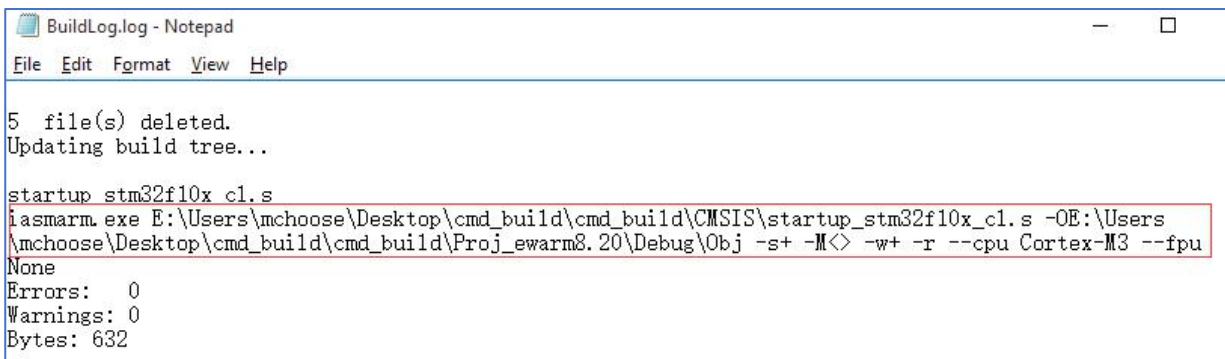 BuildLog.log - Notepad
File Edit Format View Help
5 file(s) deleted.
Updating build tree...
startup_stm32f10x_cl.s
iasmarm.exe E:\Users\mchoose\Desktop\cmd_build\cmd_build\CMSIS\startup_stm32f10x_cl.s -OE:\Users
\mchoose\Desktop\cmd_build\cmd_build\Proj_ewarm8.20\Debug\Obj -s+ -M<> -w+ -r --cpu Cortex-M3 --fpu
None
Errors: 0
Warnings: 0
Bytes: 632